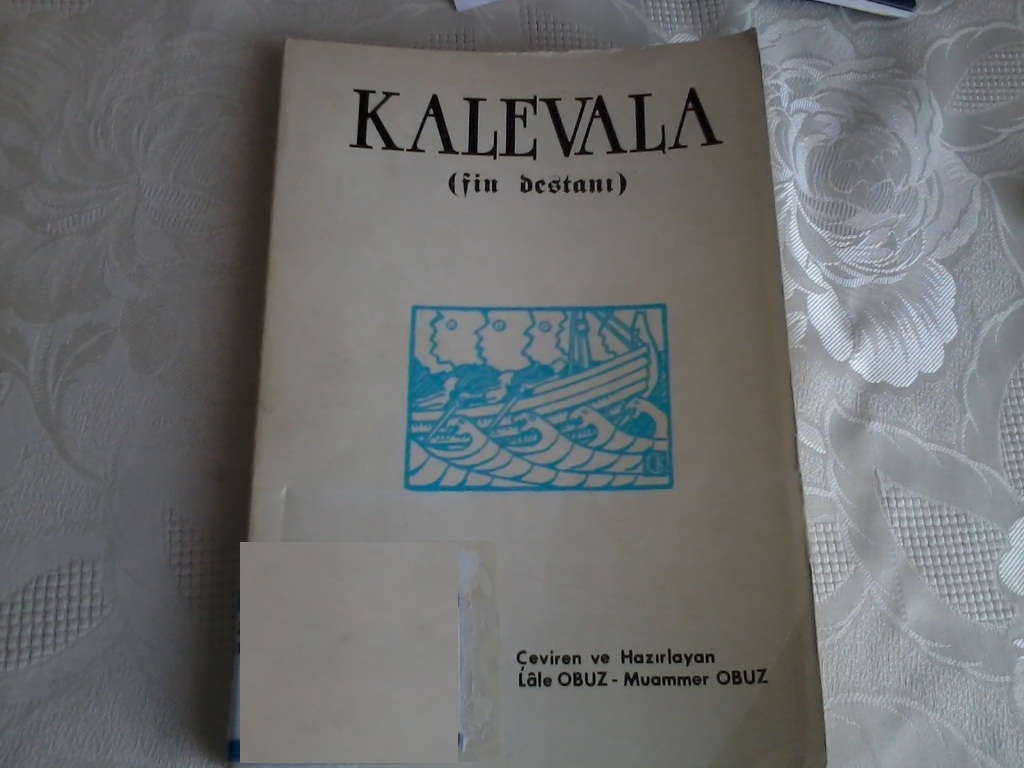 KALEVALA
(fin destanı)
Çeviren ve Hazırlayan
Lâle OBUZ - Muammer OBUZ